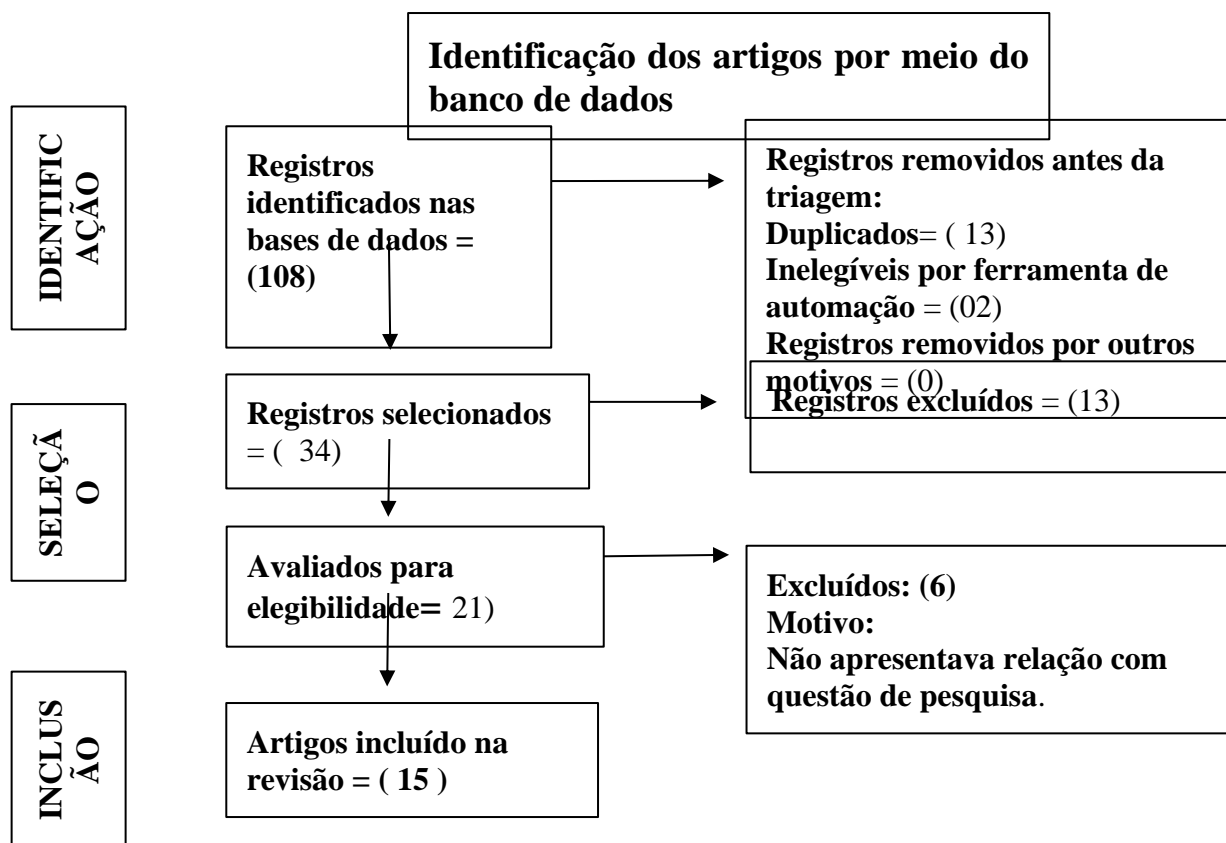 Identificação dos artigos por meio do
banco de dados
IDENTIFIC
AÇÃO
Registros
identificados nas
bases de dados =
(108)
Registros removidos antes da
triagem:
Duplicados= ( 13)
Inelegíveis por ferramenta de
automação = (02)
Registros removidos por outros
motivos = (0)
SELEÇÃ
O
Registros selecionados
= ( 34)
Registros excluídos = (13)
Avaliados para
elegibilidade= 21)
Excluídos: (6)
Motivo:
Não apresentava relação com
questão de pesquisa.
INCLUS
ÃO
Artigos incluído na
revisão = ( 15 )